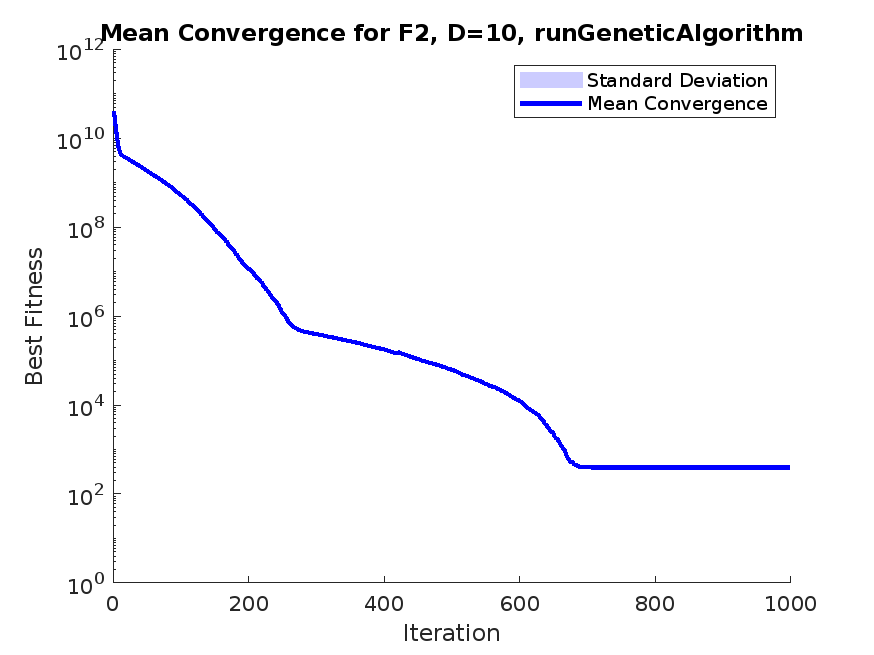 Mean Convergence for F2, D=10, runGeneticAlgorithm
Standard Deviation
Mean Convergence
10^12
10^10
10^8
10^6
10^4
10^2
10^0
Best Fitness
0 200 400 600 800 1000
Iteration